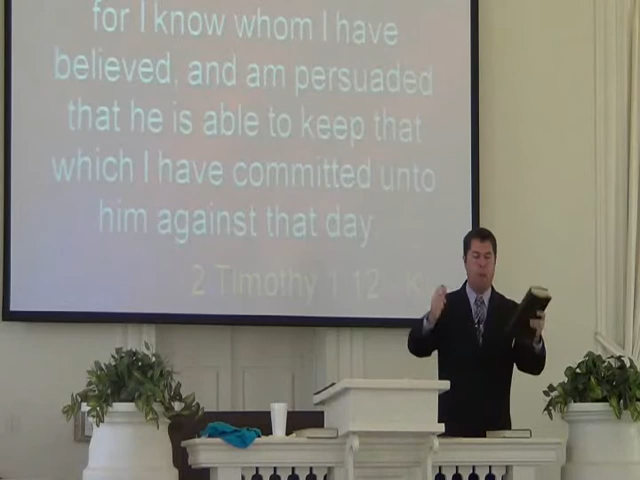 for I know whom I have
believed, and am persuaded
that he is able to keep that
which I have committed unto
him against that day
2 Timothy 1 12 K